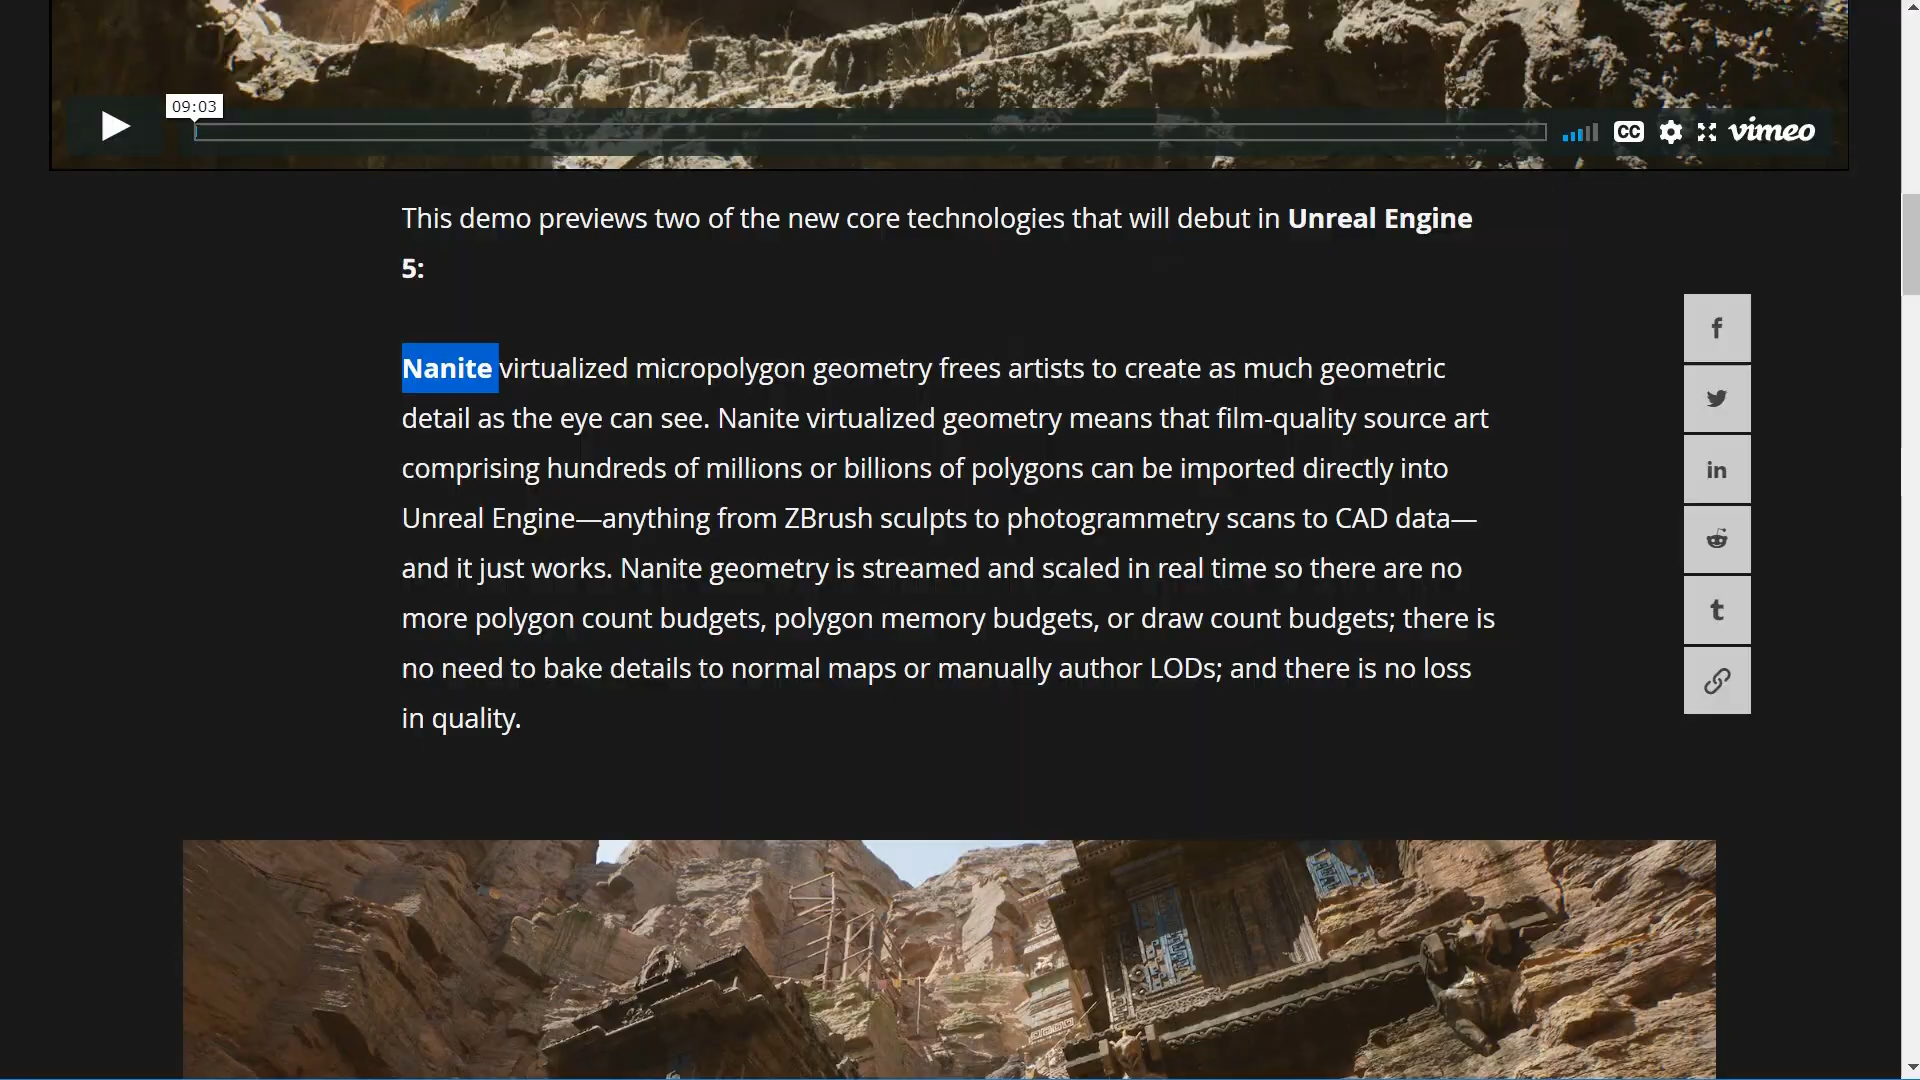 09:03
CC
vimeo
This demo previews two of the new core technologies that will debut in Unreal Engine
5:
Nanite virtualized micropolygon geometry frees artists to create as much geometric
detail as the eye can see. Nanite virtualized geometry means that film-quality source art
comprising hundreds of millions or billions of polygons can be imported directly into
Unreal Engine—anything from ZBrush sculpts to photogrammetry scans to CAD data—
and it just works. Nanite geometry is streamed and scaled in real time so there are no
more polygon count budgets, polygon memory budgets, or draw count budgets; there is
no need to bake details to normal maps or manually author LODs; and there is no loss
in quality.